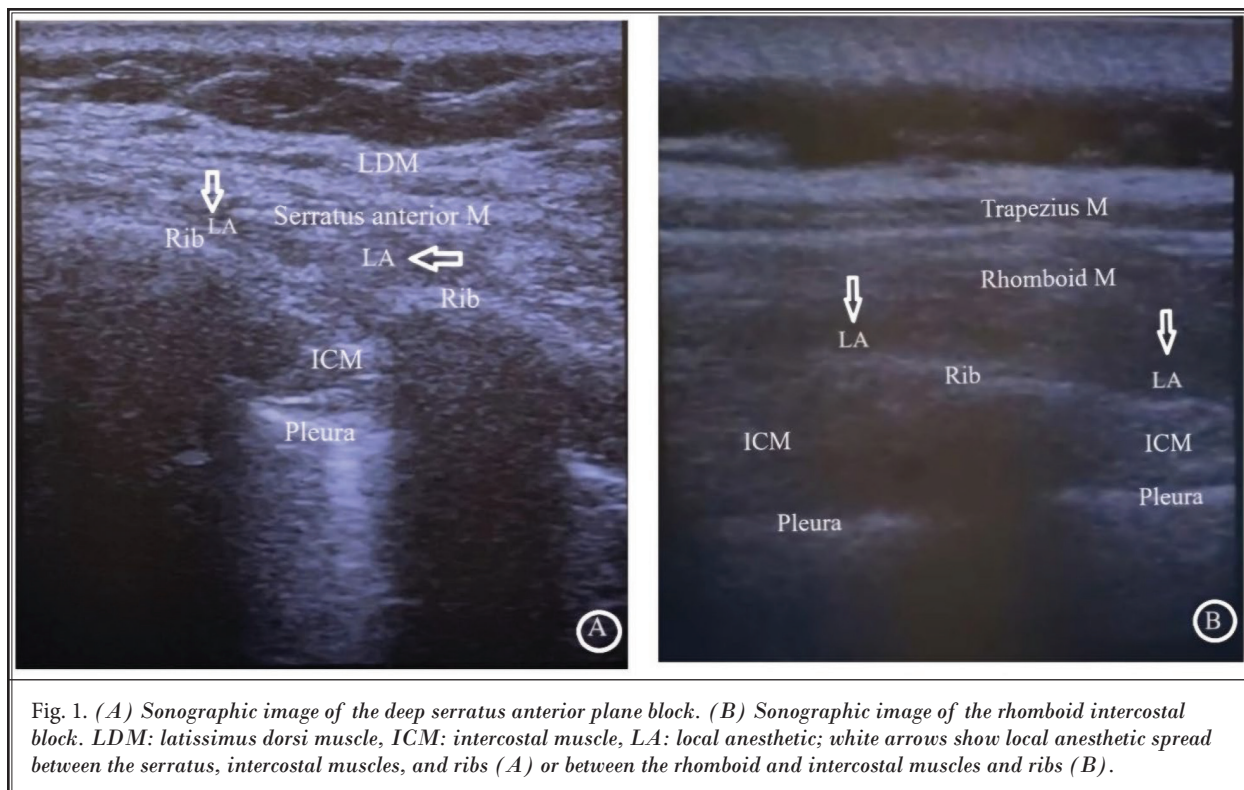 LDM
Serratus anterior M
LA
Rib
LA
Rib
ICM
Pleura
A
Trapezius M
Rhomboid M
LA
Rib
LA
ICM
ICM
Pleura
Pleura
B
Fig. 1. (A) Sonographic image of the deep serratus anterior plane block. (B) Sonographic image of the rhomboid intercostal
block. LDM: latissimus dorsi muscle, ICM: intercostal muscle, LA: local anesthetic; white arrows show local anesthetic spread
between the serratus, intercostal muscles, and ribs (A) or between the rhomboid and intercostal muscles and ribs (B).